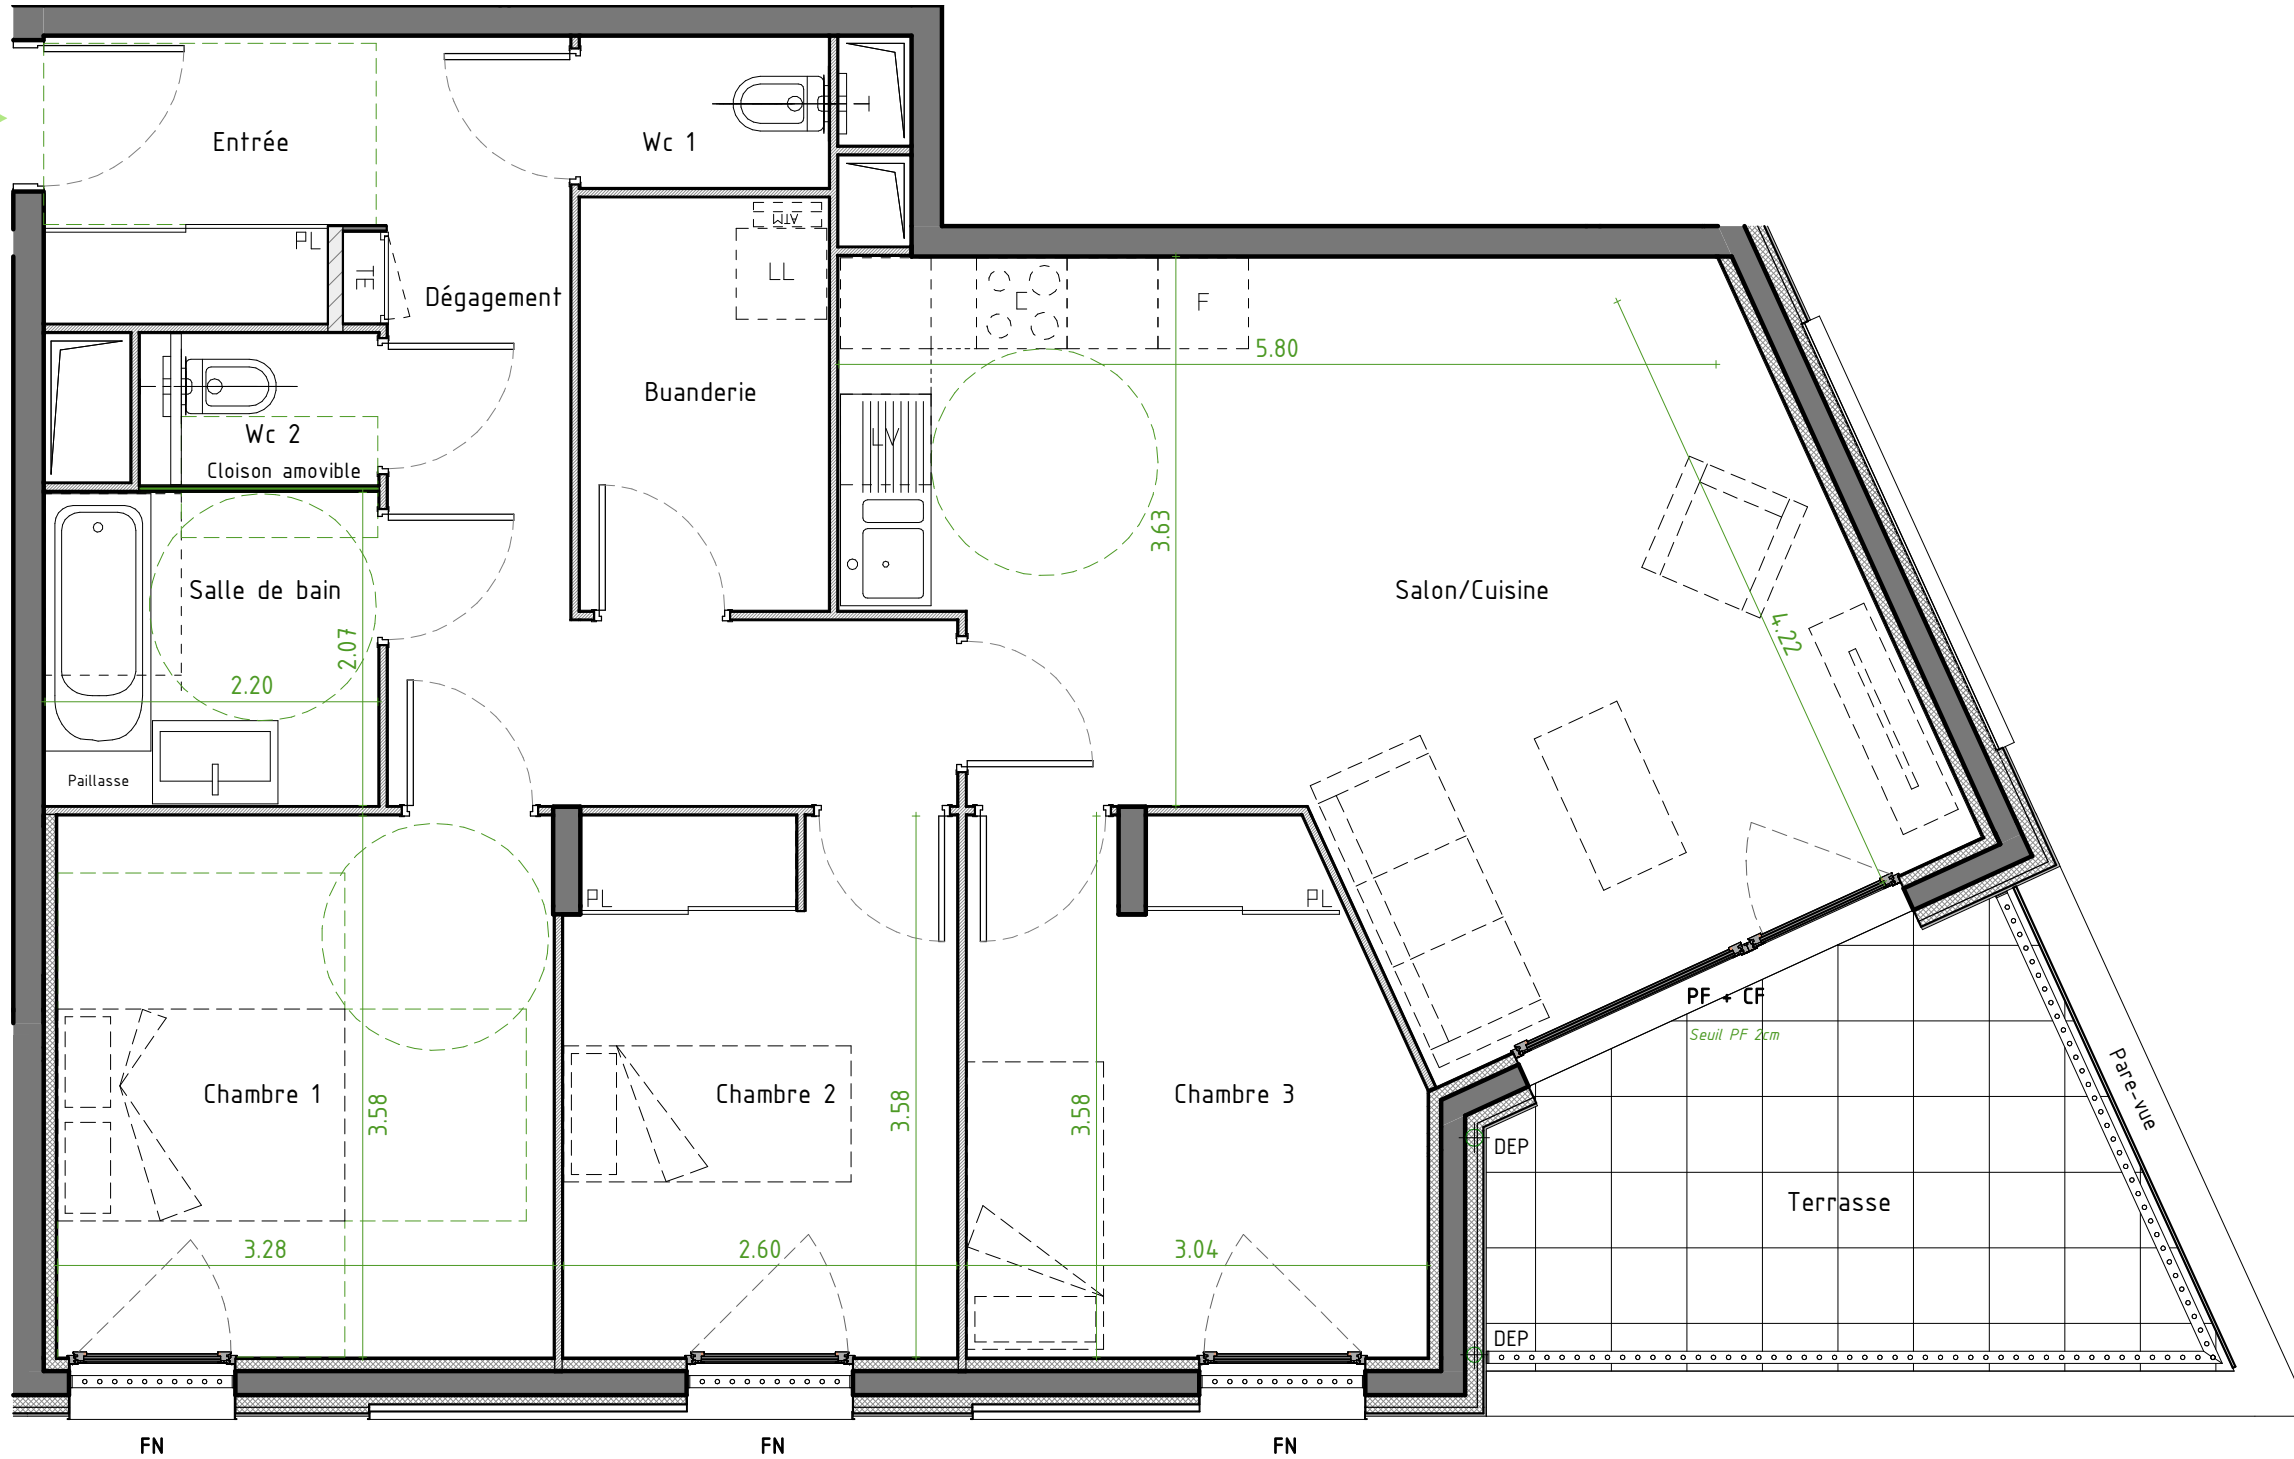 Entrée
Wc 1
PL
TE
ATM
LL
Dégagement
C
F
5.80
Buanderie
LV
Wc 2
Cloison amovible
3.63
Salle de bain
Salon/Cuisine
2.07
4.22
2.20
Paillasse
PL
PL
PF + CF
Seuil PF 2cm
Pare-vue
Chambre 1
3.58
Chambre 2
3.58
Chambre 3
3.58
DEP
Terrasse
3.28
2.60
3.04
DEP
FN
FN
FN